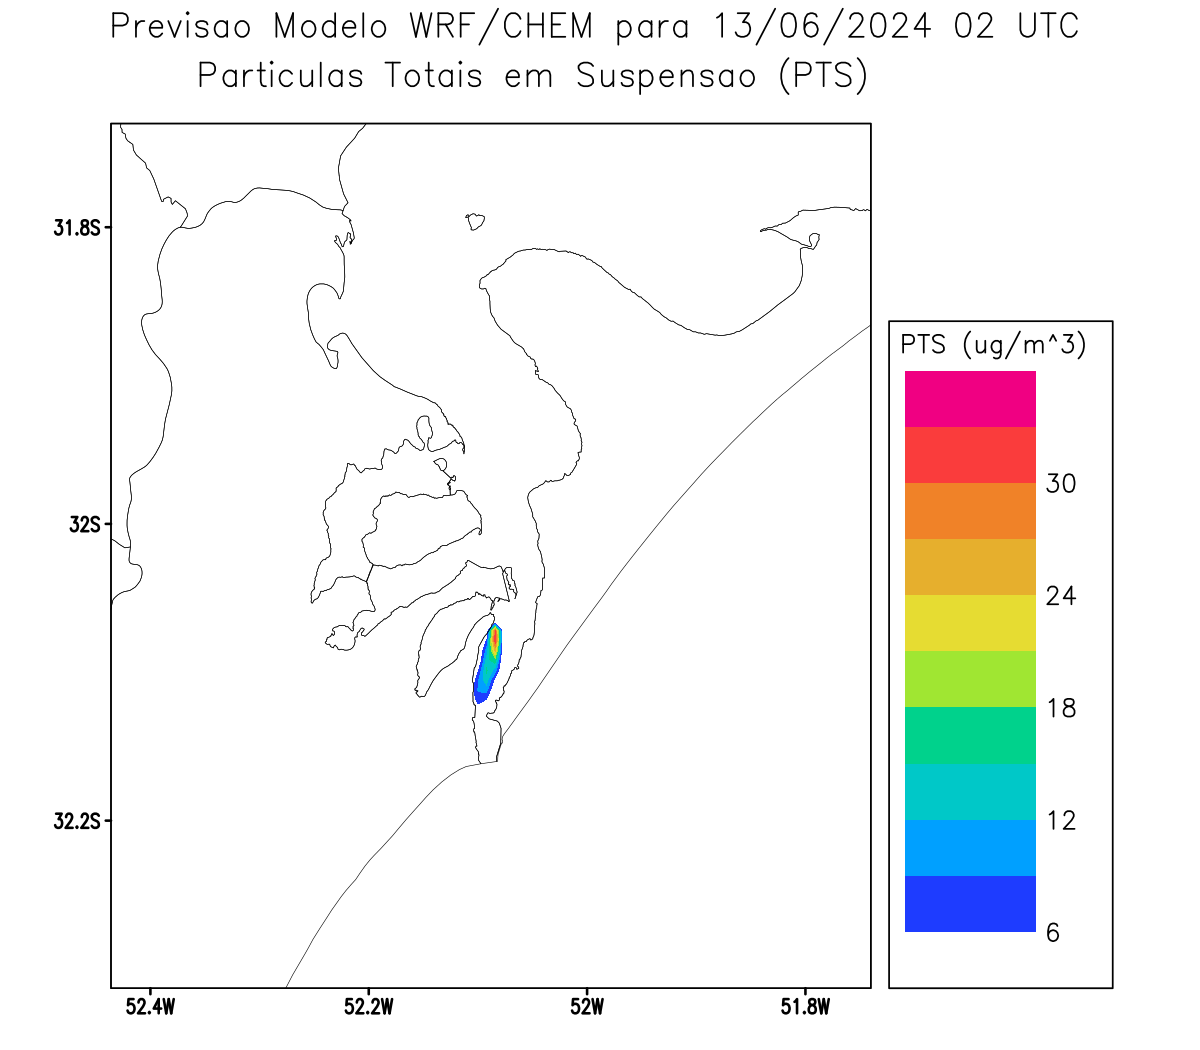 Previsao Modelo WRF/CHEM para 13/06/2024 02 UTC
Particulas Totais em Suspensao (PTS)
31.8S
32S
32.2S
52.4W
52.2W
52W
51.8W
PTS (ug/m^3)
30
24
18
12
6